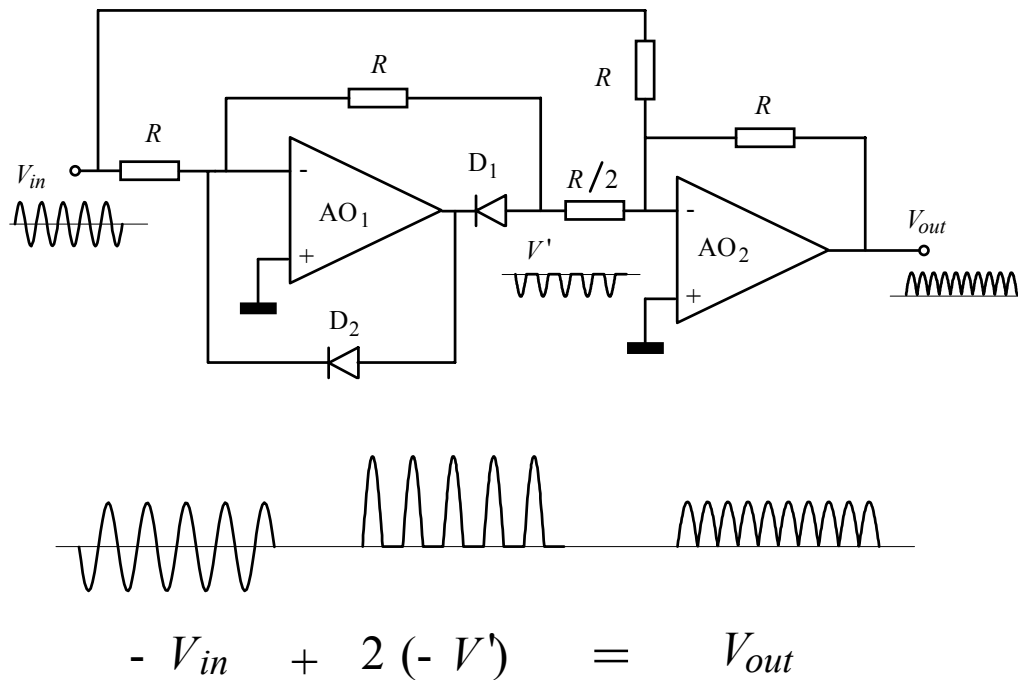 R
R
R
R
V_in
-
AO₁
+
D₁
R/2
V'
-
AO₂
+
V_out
D₂
- V_in + 2 (- V') = V_out